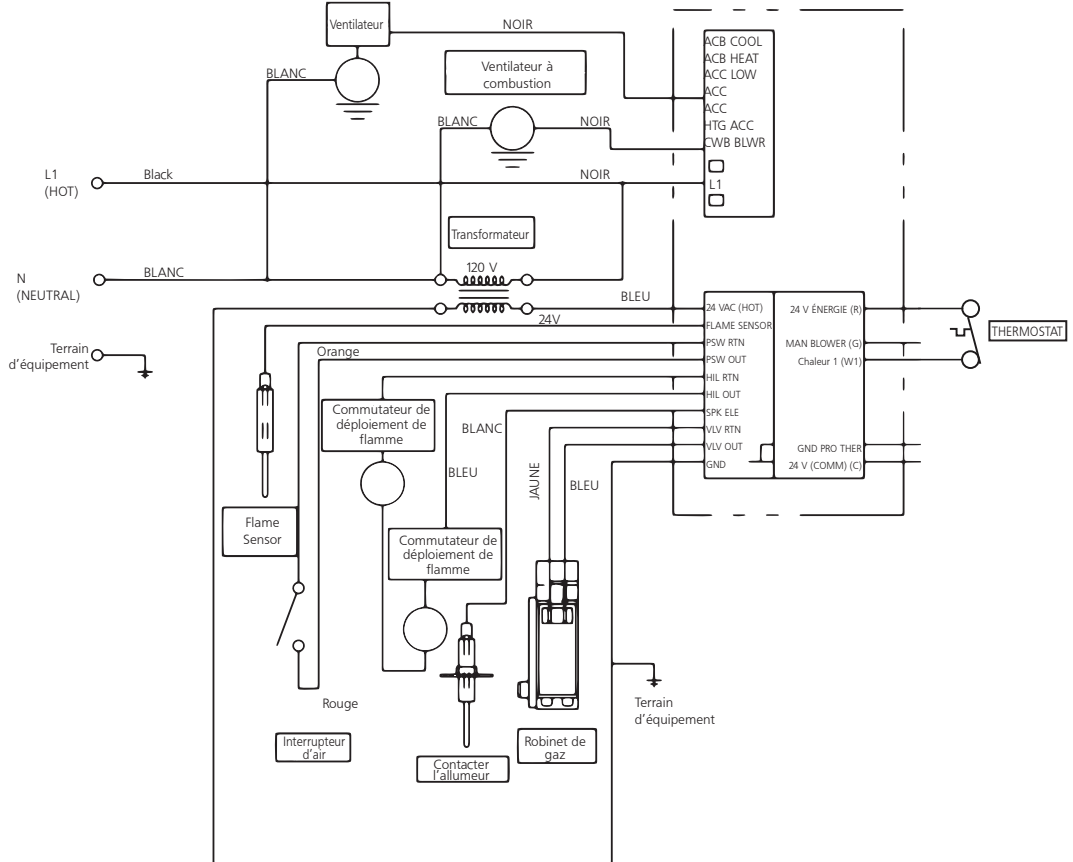 Ventilateur
NOIR
BLANC
Ventilateur à
combustion
BLANC
NOIR
ACB COOL
ACB HEAT
ACC LOW
ACC
ACC
HTG ACC
CWB BLWR
L1
L1
(HOT)
Black
NOIR
Transformateur
120 V
N
(NEUTRAL)
BLANC
BLEU
24V
Terrain
d'équipement
Orange
24 VAC (HOT)
FLAME SENSOR
PSW RTN
PSW OUT
HIL RTN
HIL OUT
SPK ELE
VLV RTN
VLV OUT
GND
24 V ÉNERGIE (R)
MAN BLOWER (G)
Chaleur 1 (W1)
GND PRO THER
24 V (COMM) (C)
THERMOSTAT
Commutateur de
déploiement de
flamme
BLANC
BLEU
JAUNE
BLEU
Flame
Sensor
Commutateur de
déploiement de
flamme
Rouge
Interrupteur
d'air
Contacter
l'allumeur
Robinet de
gaz
Terrain
d'équipement